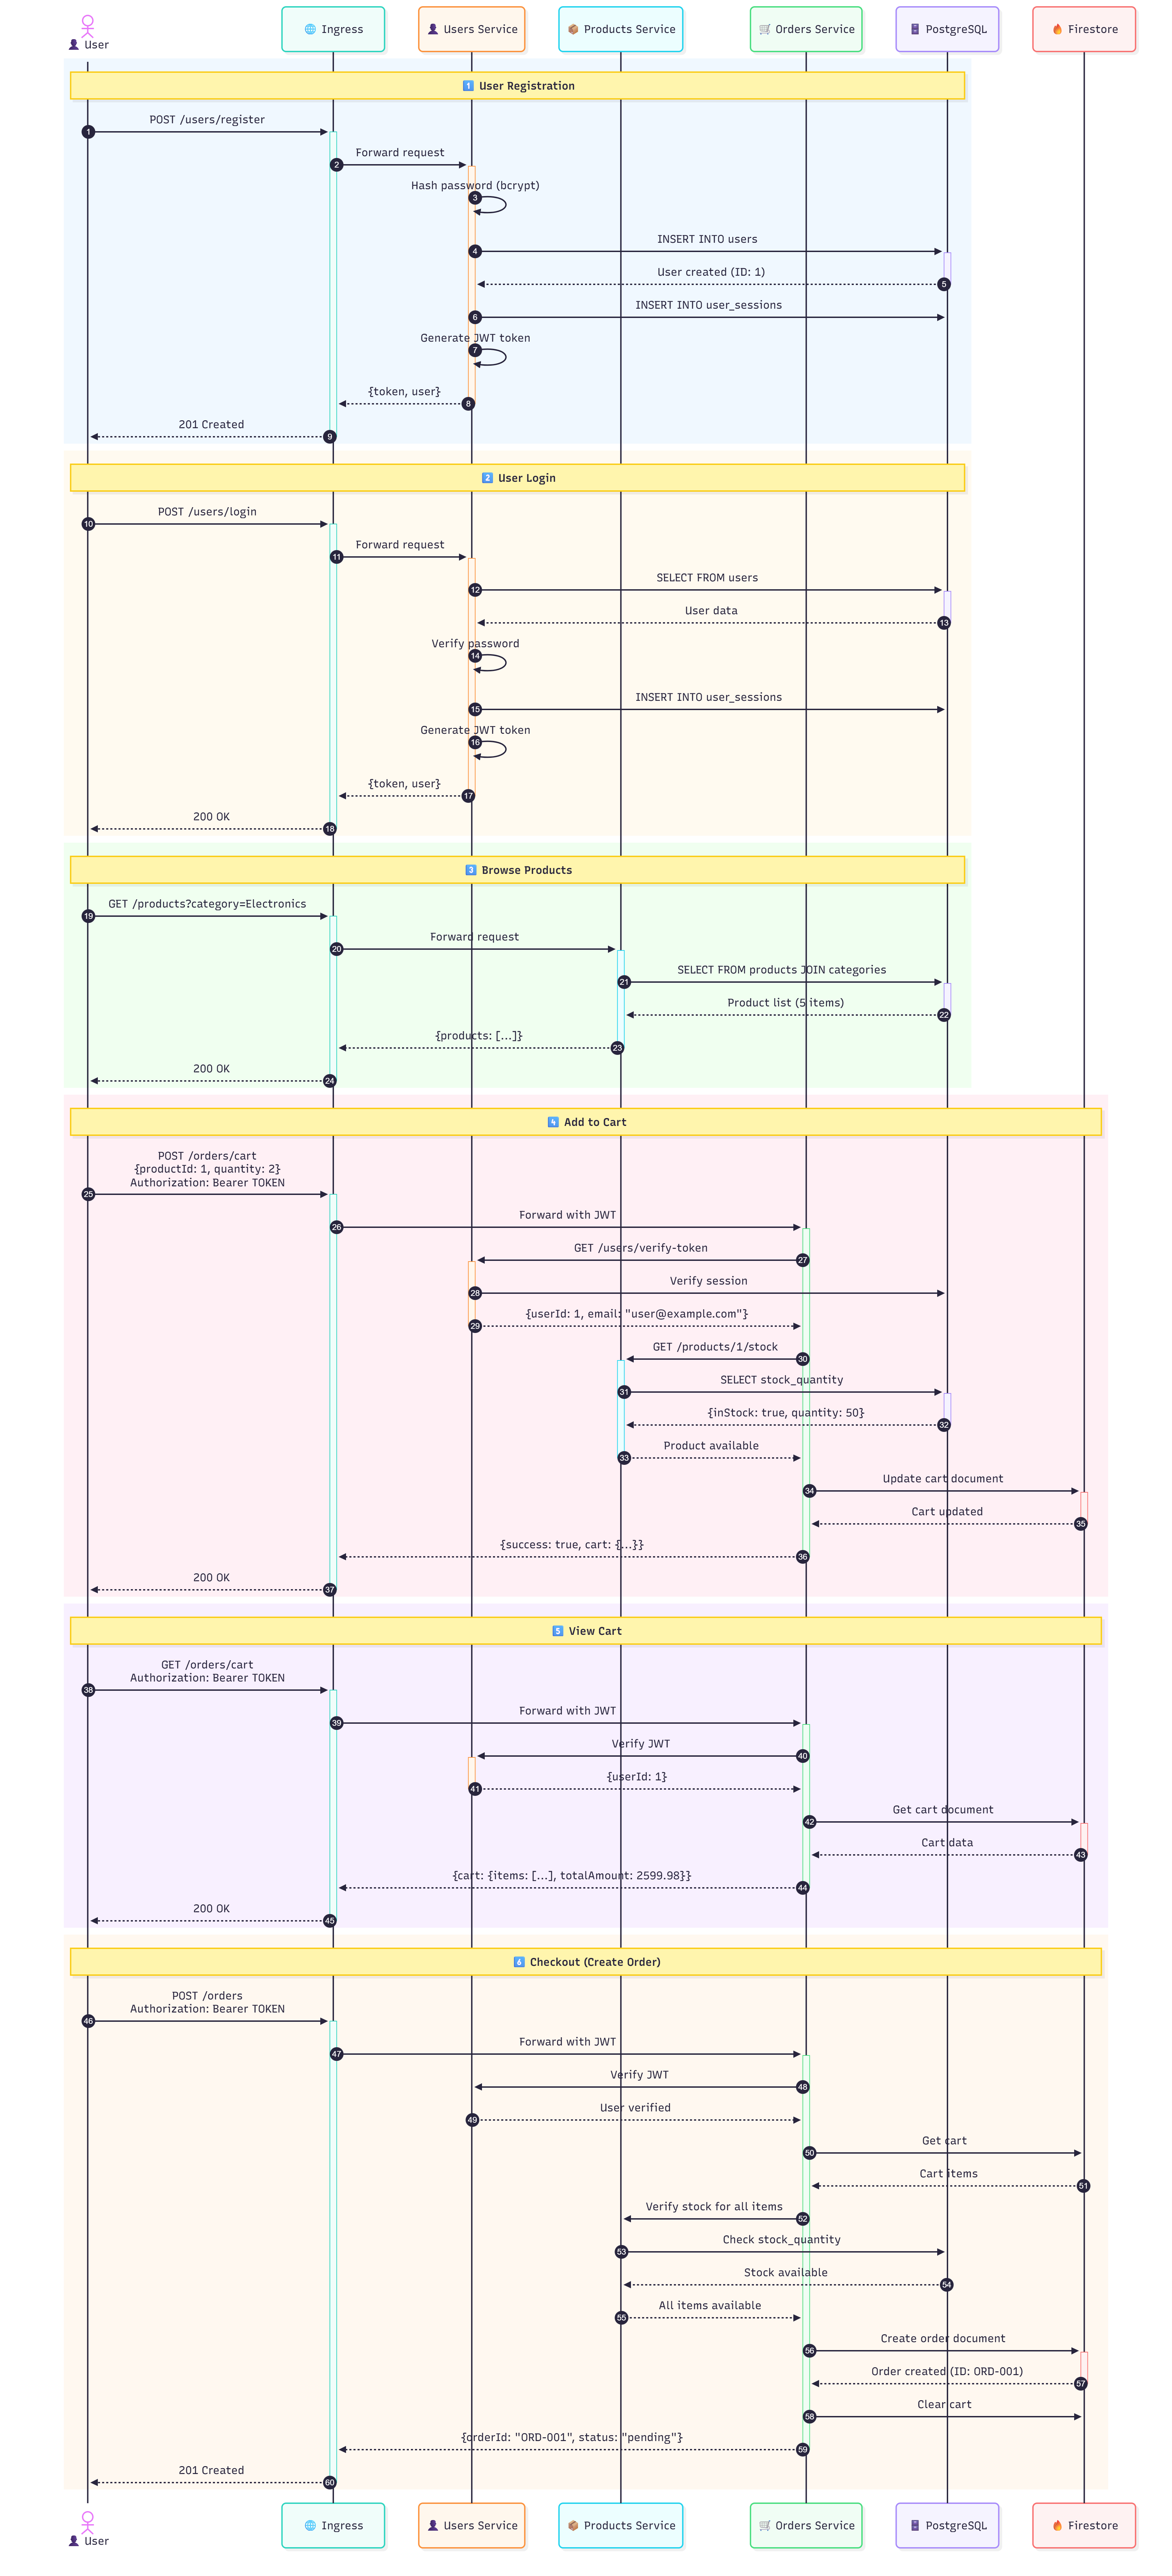 👤 User
🌐 Ingress
👤 Users Service
📦 Products Service
🛒 Orders Service
🗄️ PostgreSQL
🔥 Firestore
1️⃣ User Registration
1 POST /users/register
2 Forward request
3 Hash password (bcrypt)
4 INSERT INTO users
5 User created (ID: 1)
6 INSERT INTO user_sessions
7 Generate JWT token
8 {token, user}
9 201 Created
2️⃣ User Login
10 POST /users/login
11 Forward request
12 SELECT FROM users
13 User data
14 Verify password
15 INSERT INTO user_sessions
16 Generate JWT token
17 {token, user}
18 200 OK
3️⃣ Browse Products
19 GET /products?category=Electronics
20 Forward request
21 SELECT FROM products JOIN categories
22 Product list (5 items)
23 {products: [...]}
24 200 OK
4️⃣ Add to Cart
POST /orders/cart
{productId: 1, quantity: 2}
25 Authorization: Bearer TOKEN
26 Forward with JWT
27 GET /users/verify-token
28 Verify session
29 {userId: 1, email: "user@example.com"}
30 GET /products/1/stock
31 SELECT stock_quantity
32 {inStock: true, quantity: 50}
33 Product available
34 Update cart document
35 Cart updated
36 {success: true, cart: {...}}
37 200 OK
5️⃣ View Cart
GET /orders/cart
38 Authorization: Bearer TOKEN
39 Forward with JWT
40 Verify JWT
41 {userId: 1}
42 Get cart document
43 Cart data
44 {cart: {items: [...], totalAmount: 2599.98}}
45 200 OK
6️⃣ Checkout (Create Order)
POST /orders
46 Authorization: Bearer TOKEN
47 Forward with JWT
48 Verify JWT
49 User verified
50 Get cart
51 Cart items
52 Verify stock for all items
53 Check stock_quantity
54 Stock available
55 All items available
56 Create order document
57 Order created (ID: ORD-001)
58 Clear cart
59 {orderId: "ORD-001", status: "pending"}
60 201 Created
👤 User
🌐 Ingress
👤 Users Service
📦 Products Service
🛒 Orders Service
🗄️ PostgreSQL
🔥 Firestore